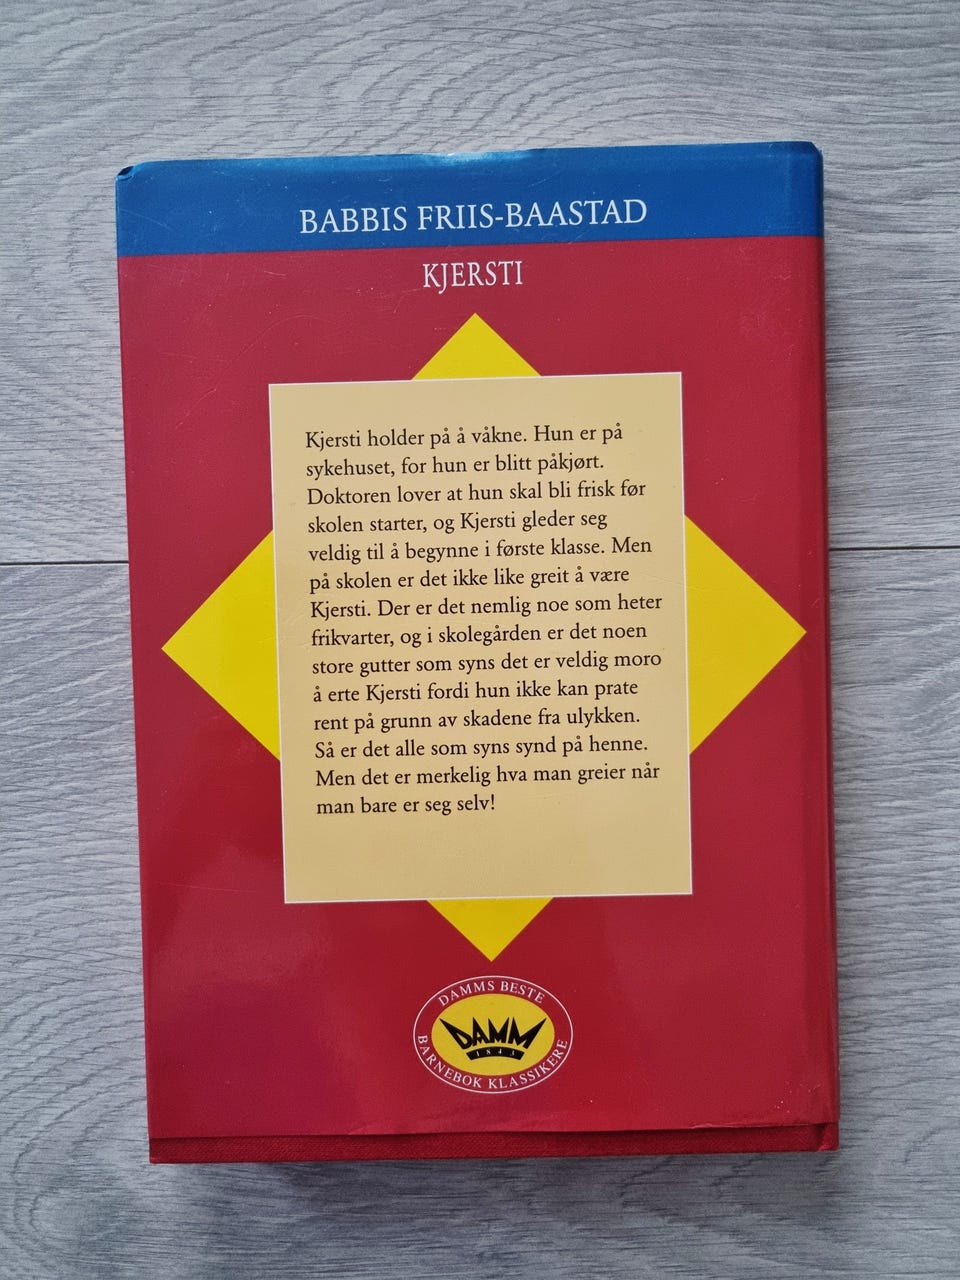 BABBIS FRIIS-BAASTAD
KJERSTI
Kjersti holder på å våkne. Hun er på
sykehuset, for hun er blitt påkjørt.
Doktoren lover at hun skal bli frisk før
skolen starter, og Kjersti gleder seg
veldig til å begynne i første klasse. Men
på skolen er det ikke like greit å være
Kjersti. Der er det nemlig noe som heter
frikvarter, og i skolegården er det noen
store gutter som syns det er veldig moro
å erte Kjersti fordi hun ikke kan prate
rent på grunn av skadene fra ulykken.
Så er det alle som syns synd på henne.
Men det er merkelig hva man greier når
man bare er seg selv!
DAMMS BESTE
DAMM
1843
BARNEBOK KLASSIKERE